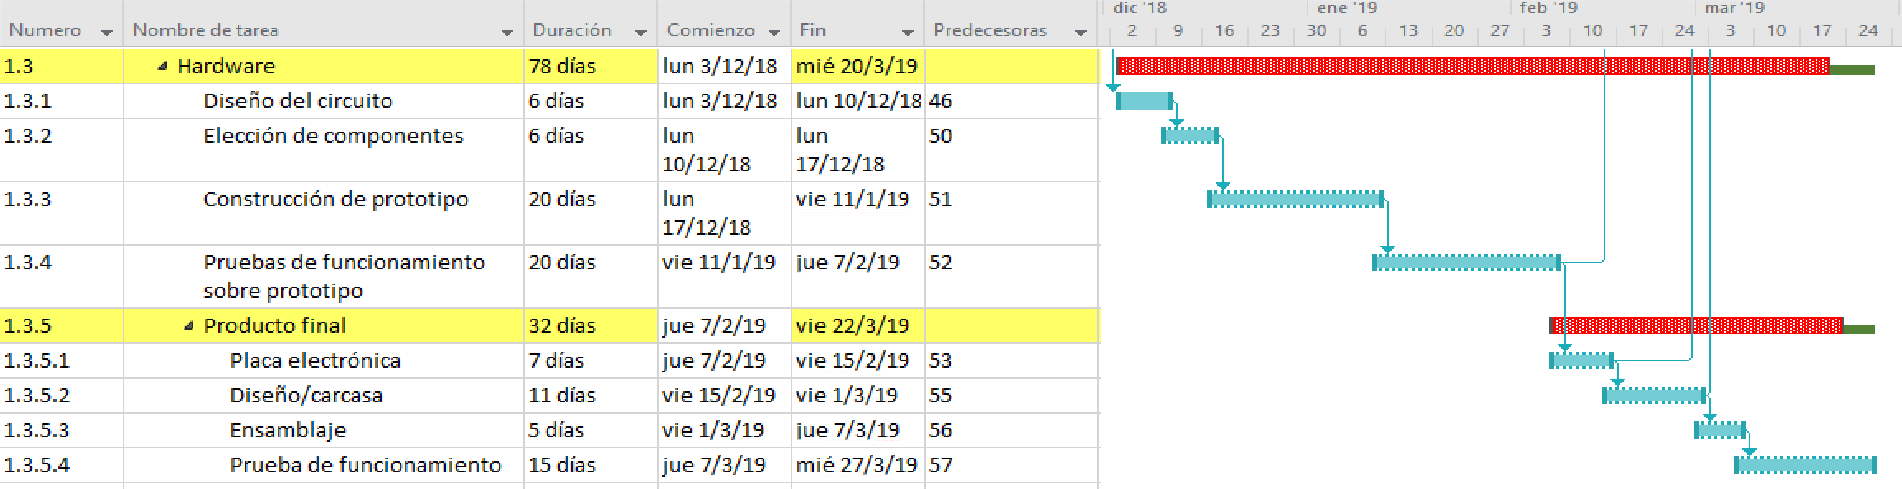 dic '18 ene '19 feb '19 mar '19
Numero Nombre de tarea Duración Comienzo Fin Predecesoras 2 9 16 23 30 6 13 20 27 3 10 17 24 3 10 17 24
1.3 Hardware 78 días lun 3/12/18 mié 20/3/19
1.3.1 Diseño del circuito 6 días lun 3/12/18 lun 10/12/18 46
1.3.2 Elección de componentes 6 días lun lun 50
10/12/18 17/12/18
1.3.3 Construcción de prototipo 20 días lun vie 11/1/19 51
17/12/18
1.3.4 Pruebas de funcionamiento 20 días vie 11/1/19 jue 7/2/19 52
sobre prototipo
1.3.5 Producto final 32 días jue 7/2/19 vie 22/3/19
1.3.5.1 Placa electrónica 7 días jue 7/2/19 vie 15/2/19 53
1.3.5.2 Diseño/carcasa 11 días vie 15/2/19 vie 1/3/19 55
1.3.5.3 Ensamblaje 5 días vie 1/3/19 jue 7/3/19 56
1.3.5.4 Prueba de funcionamiento 15 días jue 7/3/19 mié 27/3/19 57